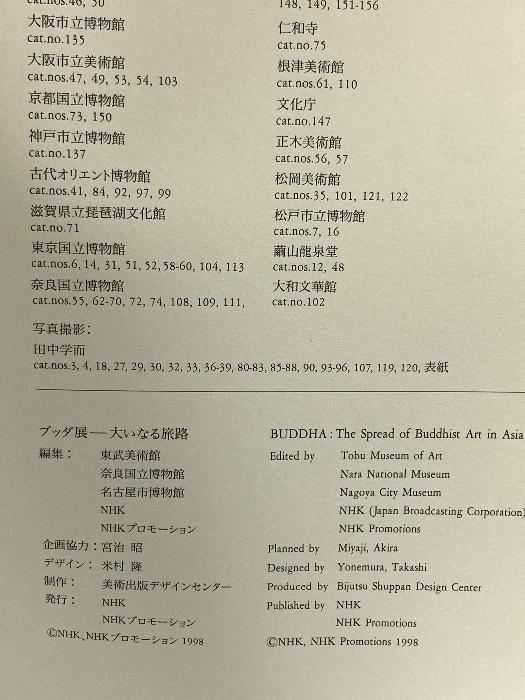 cat.nos.46, 50
大阪市立博物館
cat.no.135
大阪市立美術館
cat.nos.47, 49, 53, 54, 103
京都国立博物館
cat.nos.73, 150
神戸市立博物館
cat.no.137
古代オリエント博物館
cat.nos.41, 84, 92, 97, 99
滋賀県立琵琶湖文化館
cat.no.71
東京国立博物館
cat.nos.6, 14, 31, 51, 52, 58-60, 104, 113
奈良国立博物館
cat.nos.55, 62-70, 72, 74, 108, 109, 111,
148, 149, 151-156
仁和寺
cat.no.75
根津美術館
cat.nos.61, 110
文化庁
cat.no.147
正木美術館
cat.nos.56, 57
松岡美術館
cat.nos.35, 101, 121, 122
松戸市立博物館
cat.nos.7, 16
繭山龍泉堂
cat.nos.12, 48
大和文華館
cat.no.102
写真撮影：
田中学而
cat.nos.3, 4, 18, 27, 29, 30, 32, 33, 36-39, 80-83, 85-88, 90, 93-96, 107, 119, 120, 表紙
ブッダ展―大いなる旅路
編集： 東武美術館
奈良国立博物館
名古屋市博物館
NHK
NHKプロモーション
企画協力：宮治 昭
デザイン： 米村 隆
制作： 美術出版デザインセンター
発行： NHK
NHKプロモーション
©NHK、NHKプロモーション 1998
BUDDHA : The Spread of Buddhist Art in Asia
Edited by Tobu Museum of Art
Nara National Museum
Nagoya City Museum
NHK (Japan Broadcasting Corporation)
NHK Promotions
Planned by Miyaji, Akira
Designed by Yonemura, Takashi
Produced by Bijutsu Shuppan Design Center
Published by NHK
NHK Promotions
©NHK, NHK Promotions 1998